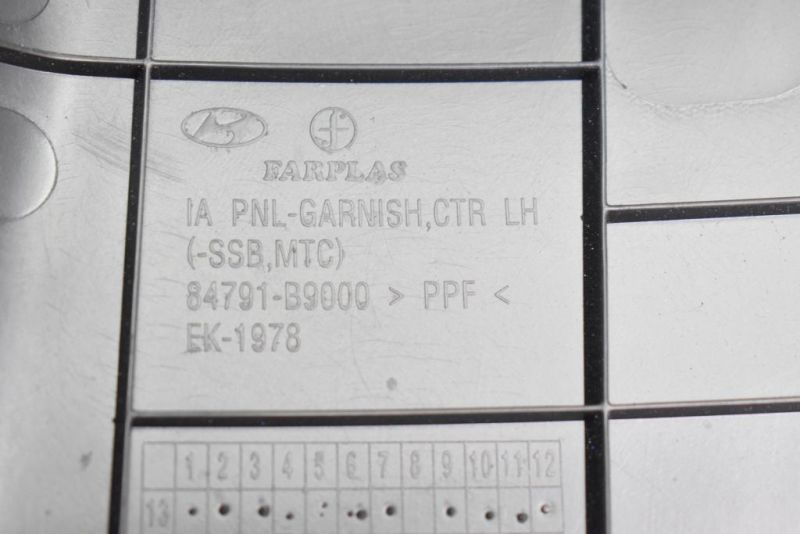 FARPLAS
IA PNL-GARNISH,CTR LH
(-SSB,MTC)
84791-B9000 > PPF <
EK-1978
1 2 3 4 5 6 7 8 9 10 11 12
13